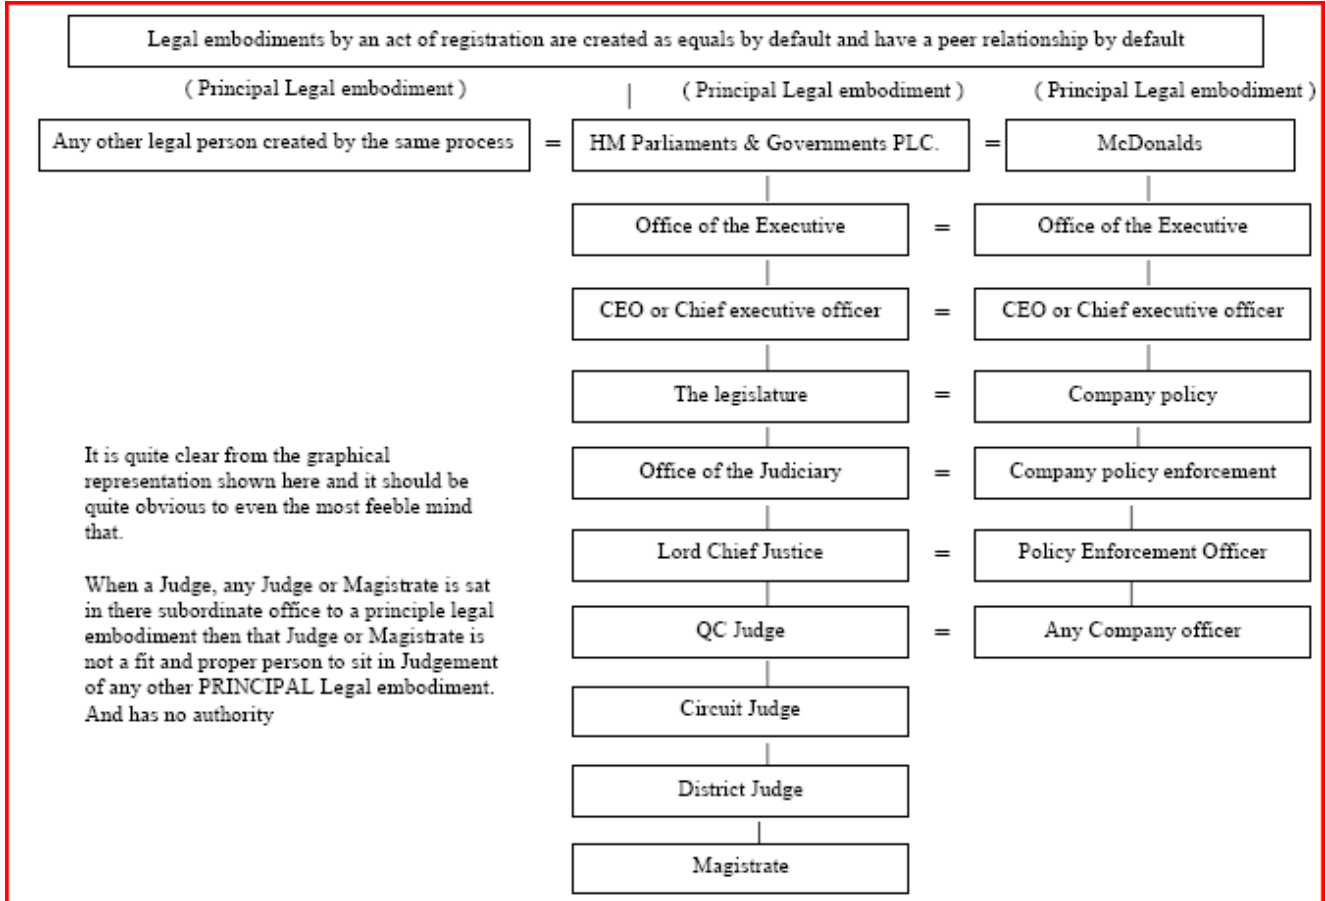 Legal embodiments by an act of registration are created as equals by default and have a peer relationship by default
( Principal Legal embodiment ) | ( Principal Legal embodiment ) ( Principal Legal embodiment )
Any other legal person created by the same process = HM Parliaments & Governments PLC. = McDonalds
Office of the Executive = Office of the Executive
CEO or Chief executive officer = CEO or Chief executive officer
The legislature = Company policy
Office of the Judiciary = Company policy enforcement
Lord Chief Justice = Policy Enforcement Officer
QC Judge = Any Company officer
Circuit Judge
District Judge
Magistrate
It is quite clear from the graphical
representation shown here and it should be
quite obvious to even the most feeble mind
that.
When a Judge, any Judge or Magistrate is sat
in there subordinate office to a principle legal
embodiment then that Judge or Magistrate is
not a fit and proper person to sit in Judgement
of any other PRINCIPAL Legal embodiment.
And has no authority